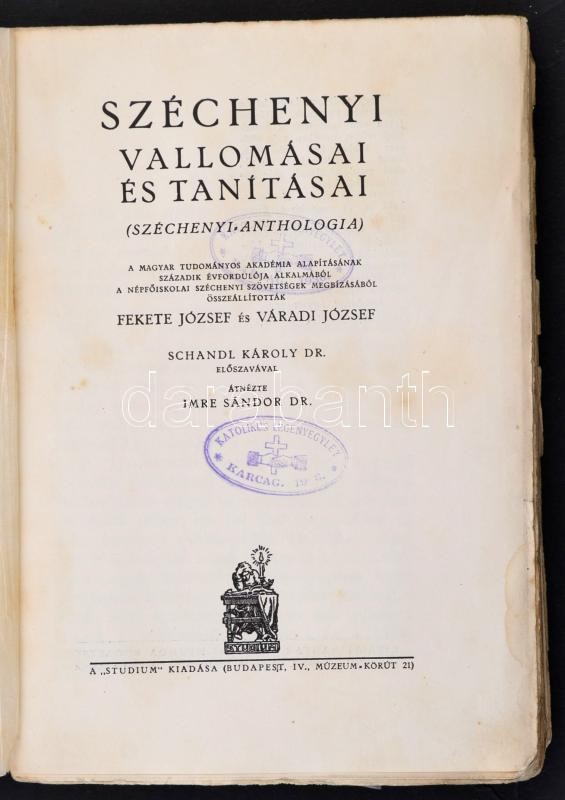 SZÉCHENYI
VALLOMÁSAI
ÉS TANÍTÁSAI
(SZÉCHENYI-ANTHOLOGIA)
A MAGYAR TUDOMÁNYOS AKADÉMIA ALAPÍTÁSÁNAK
SZÁZADIK ÉVFORDULÓJA ALKALMÁBÓL
A NÉPFŐISKOLAI SZÉCHENYI SZÖVETSÉGEK MEGBÍZÁSÁBÓL
ÖSSZEÁLLÍTOTTÁK
FEKETE JÓZSEF ÉS VÁRADI JÓZSEF
SCHANDL KÁROLY DR.
ELŐSZAVÁVAL
ÁTNÉZTE
IMRE SÁNDOR DR.
darabanth
KATOLIKUS LEGÉNYEGYLET
KARCAG.
STUDIUM
A „STUDIUM" KIADÁSA (BUDAPEST, IV., MÚZEUM-KÖRÚT 21)